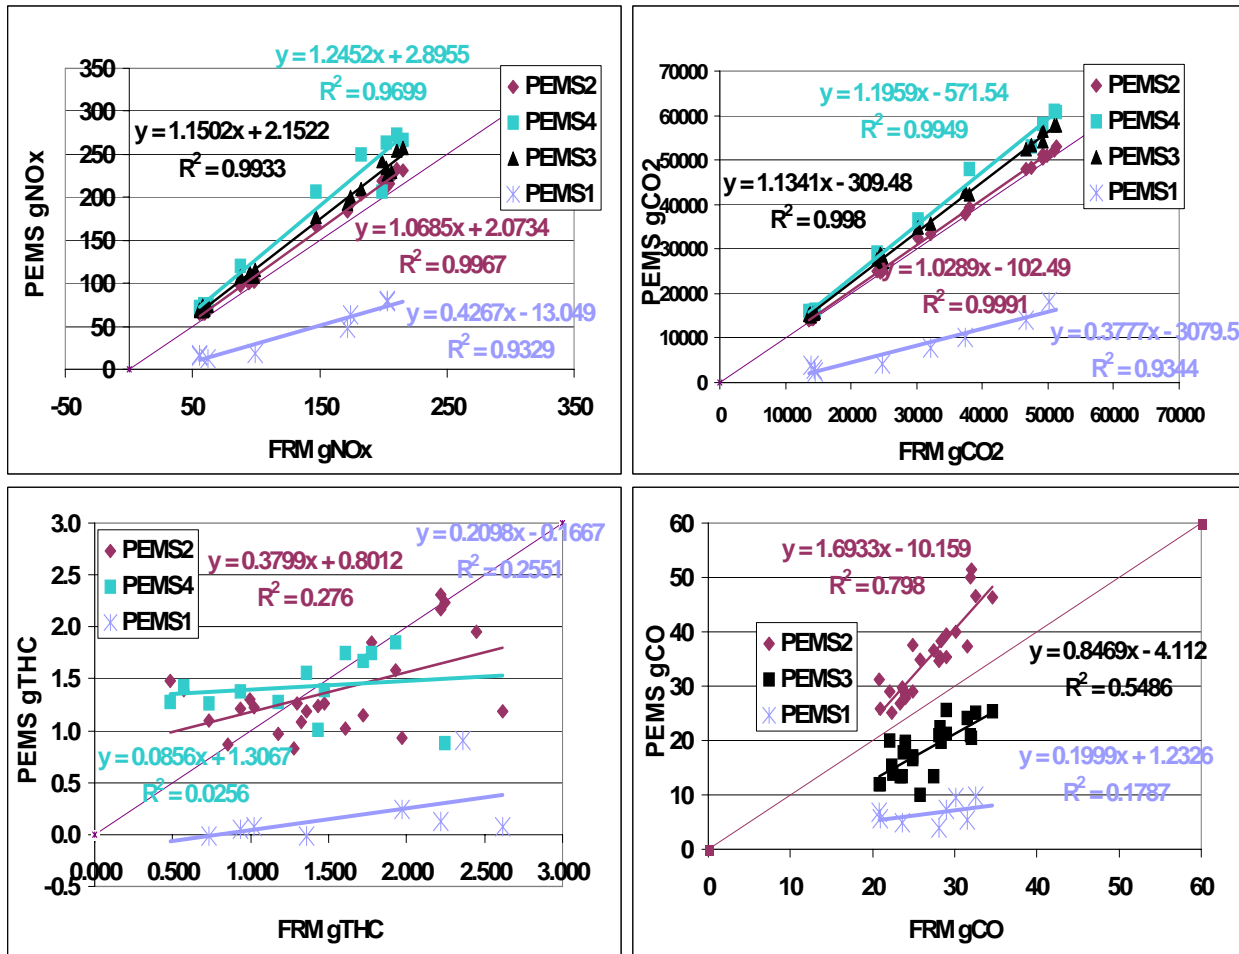 y = 1.2452x + 2.8955
R2 = 0.9699
y = 1.1502x + 2.1522
R2 = 0.9933
y = 1.0685x + 2.0734
R2 = 0.9967
y = 0.4267x - 13.049
R2 = 0.9329
PEMS2
PEMS4
PEMS3
PEMS1
350
300
250
200
150
100
50
0
-50
50
150
250
350
PEMS gNOx
FRM gNOx
y = 1.1959x - 571.54
R2 = 0.9949
y = 1.1341x - 309.48
R2 = 0.998
y = 1.0289x - 102.49
R2 = 0.9991
y = 0.3777x - 3079.5
R2 = 0.9344
PEMS2
PEMS4
PEMS3
PEMS1
70000
60000
50000
40000
30000
20000
10000
0
0
10000
20000
30000
40000
50000
60000
70000
PEMS gCO2
FRM gCO2
y = 0.2098x - 0.1667
R2 = 0.2551
y = 0.3799x + 0.8012
R2 = 0.276
y = 0.0856x + 1.3067
R2 = 0.0256
PEMS2
PEMS4
PEMS1
3.0
2.5
2.0
1.5
1.0
0.5
0.0
-0.5
0.000
0.500
1.000
1.500
2.000
2.500
3.000
PEMS gTHC
FRM gTHC
y = 1.6933x - 10.159
R2 = 0.798
y = 0.8469x - 4.112
R2 = 0.5486
y = 0.1999x + 1.2326
R2 = 0.1787
PEMS2
PEMS3
PEMS1
60
50
40
30
20
10
0
0
10
20
30
40
50
60
PEMS gCO
FRM gCO